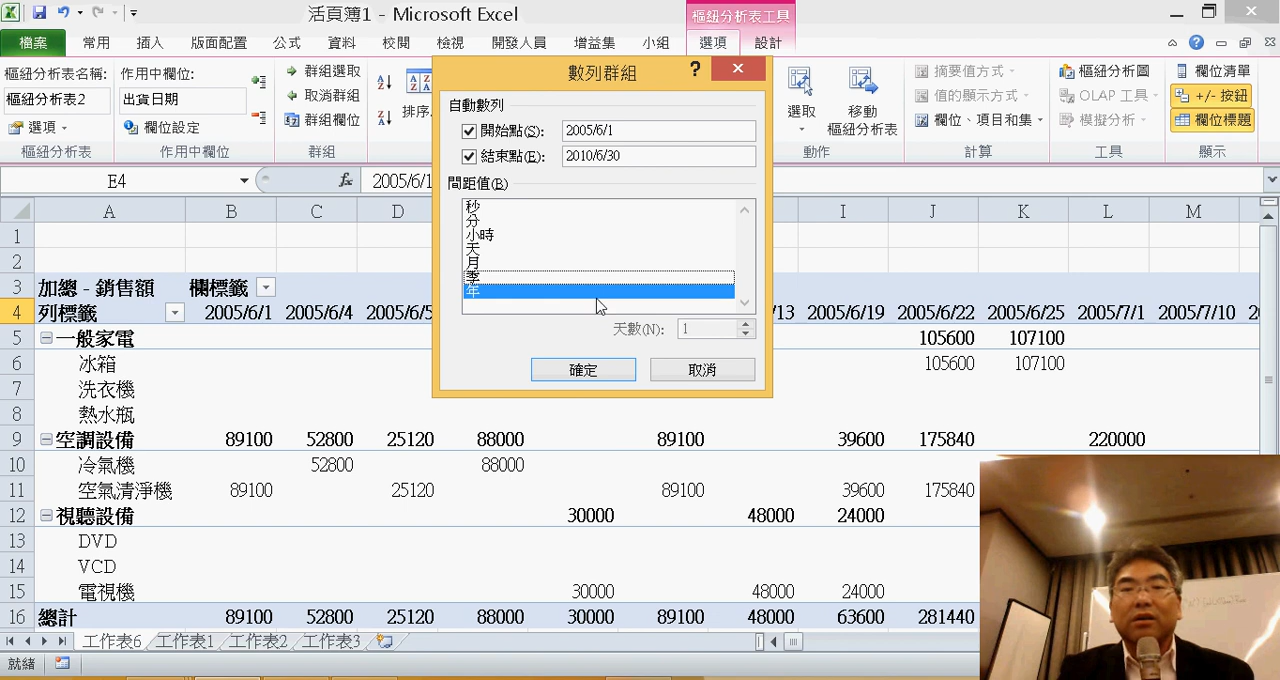 活頁簿1 - Microsoft Excel
樞紐分析表工具
檔案 常用 插入 版面配置 公式 資料 校閱 檢視 開發人員 增益集 小組 選項 設計
樞紐分析表名稱: 作用中欄位: 群組選取 摘要值方式 樞紐分析圖 欄位清單
樞紐分析表2 出貨日期 取消群組 排序 選取 移動 樞紐分析表 值的顯示方式 OLAP 工具 +/- 按鈕
選項 欄位設定 群組欄位 欄位、項目和集 模擬分析 欄位標題
樞紐分析表 作用中欄位 群組 動作 計算 工具 顯示
數列群組
自動數列
開始點(S): 2005/6/1
結束點(E): 2010/6/30
間距值(B)
秒
分
小時
天
月
季
年
天數(N): 1
確定 取消
E4 fx 2005/6/1
A B C D I J K L M
1
2
3 加總 - 銷售額 欄標籤
4 列標籤 2005/6/1 2005/6/4 2005/6/5 /13 2005/6/19 2005/6/22 2005/6/25 2005/7/1 2005/7/10
5 一般家電 105600 107100
6 冰箱 105600 107100
7 洗衣機
8 熱水瓶
9 空調設備 89100 52800 25120 88000 89100 39600 175840 220000
10 冷氣機 52800 88000
11 空氣清淨機 89100 25120 89100 39600 175840
12 視聽設備 30000 48000 24000
13 DVD
14 VCD
15 電視機 30000 48000 24000
16 總計 89100 52800 25120 88000 30000 89100 48000 63600 281440
工作表6 工作表1 工作表2 工作表3
就緒